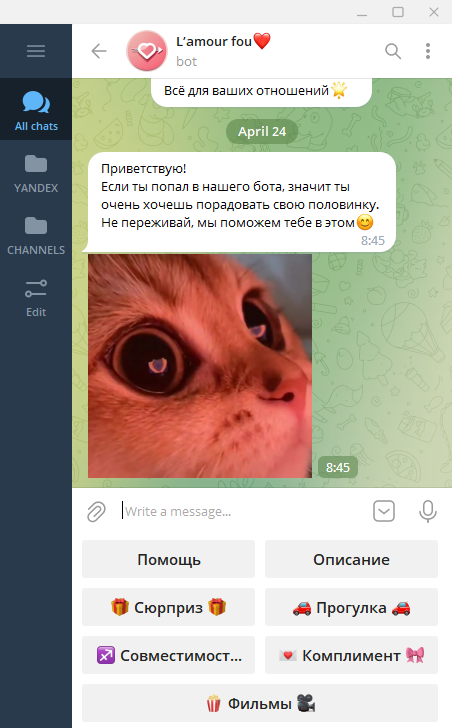 L’amour fou❤️
bot
Всё для ваших отношений🌟
April 24
Приветствую!
Если ты попал в нашего бота, значит ты
очень хочешь порадовать свою половинку.
Не переживай, мы поможем тебе в этом😊
8:45
8:45
All chats
YANDEX
CHANNELS
Edit
Write a message...
Помощь
Описание
🎁 Сюрприз 🎁
🚗 Прогулка 🚗
♐ Совместимост...
💌 Комплимент 🎀
🍿 Фильмы 🎥